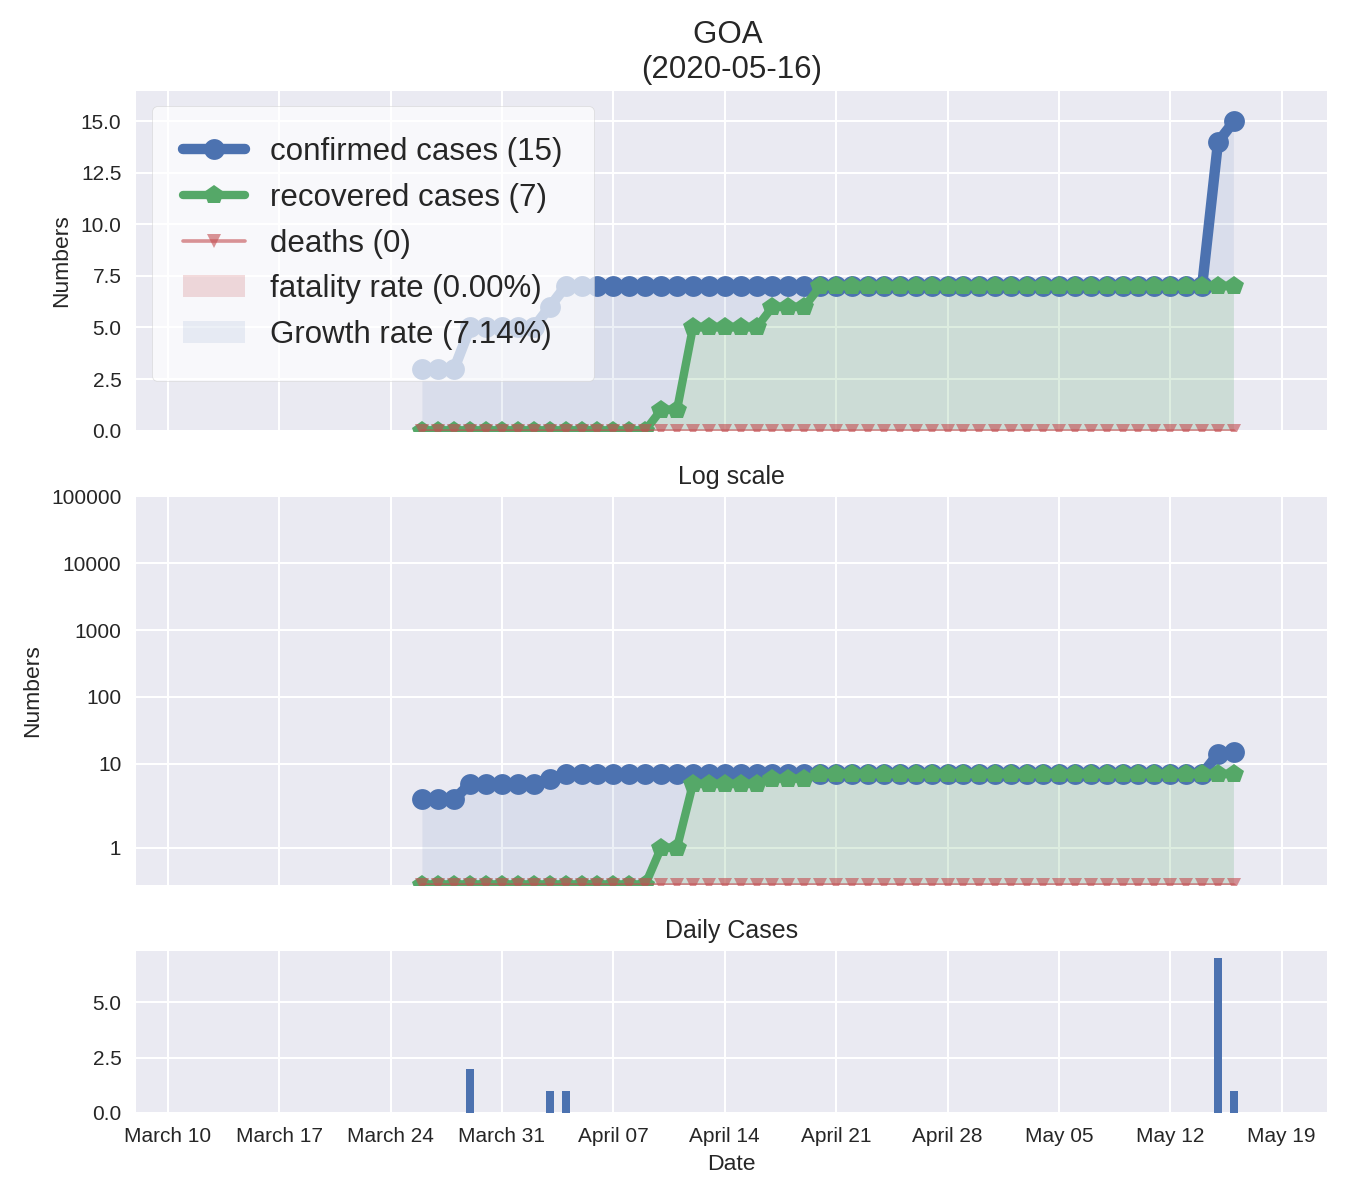 GOA
(2020-05-16)
15.0
12.5
10.0
7.5
5.0
2.5
0.0
Numbers
confirmed cases (15)
recovered cases (7)
deaths (0)
fatality rate (0.00%)
Growth rate (7.14%)
Log scale
100000
10000
1000
100
10
1
Numbers
Daily Cases
5.0
2.5
0.0
March 10 March 17 March 24 March 31 April 07 April 14 April 21 April 28 May 05 May 12 May 19
Date